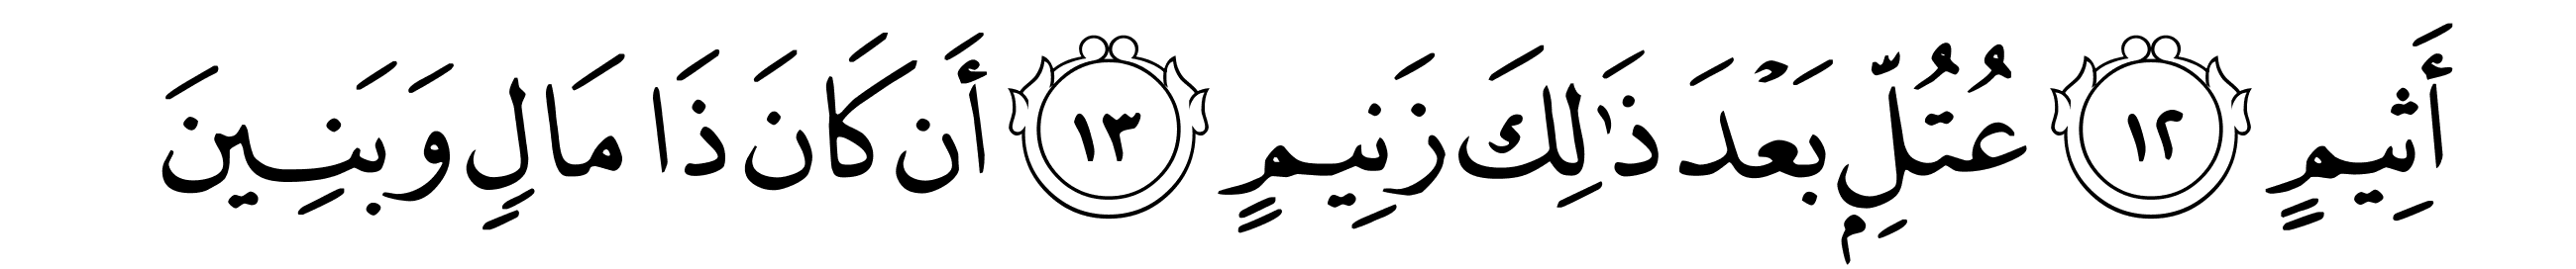 أَثِيمٍ ١٢ عُتُلِّۭ بَعْدَ ذَٰلِكَ زَنِيمٍ ١٣ أَن كَانَ ذَا مَالٍ وَبَنِينَ